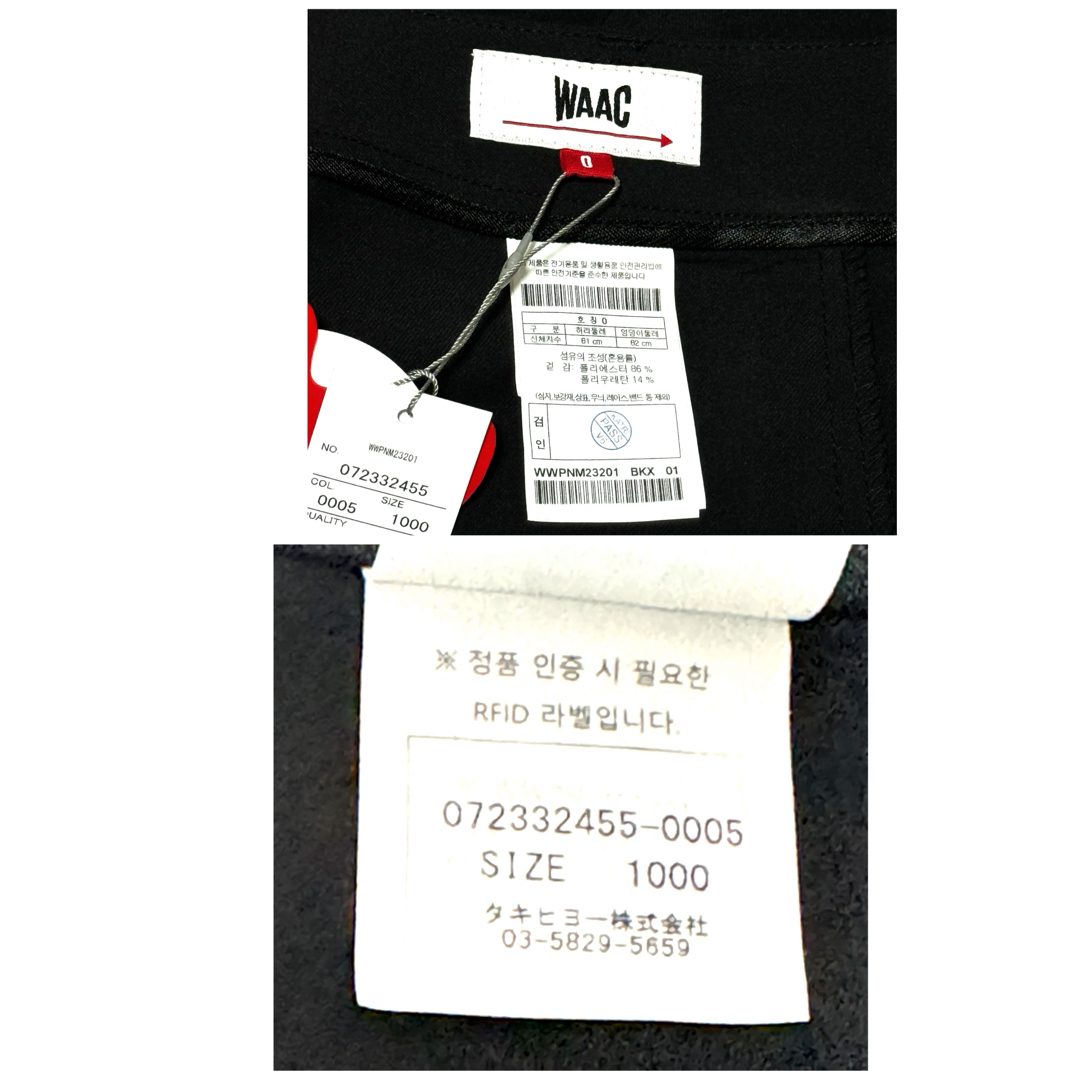 WAAC
0
제품은 전기용품 및 생활용품 안전관리법에
따른 안전기준을 준수한 제품입니다
호 칭 0
구 분 허리둘레 엉덩이둘레
신체치수 61 cm 82 cm
섬유의 조성(혼용률)
겉 감: 폴리에스터 86 %
폴리우레탄 14 %
(심지,보강재,상표,무늬,레이스,밴드 등 제외)
검
인
PASS
WWPNM23201 BKX 01
WWPNM23201
NO. 072332455
COL. SIZE
0005 1000
QUALITY
※ 정품 인증 시 필요한
RFID 라벨입니다.
072332455-0005
SIZE 1000
タキヒヨー株式会社
03-5829-5659